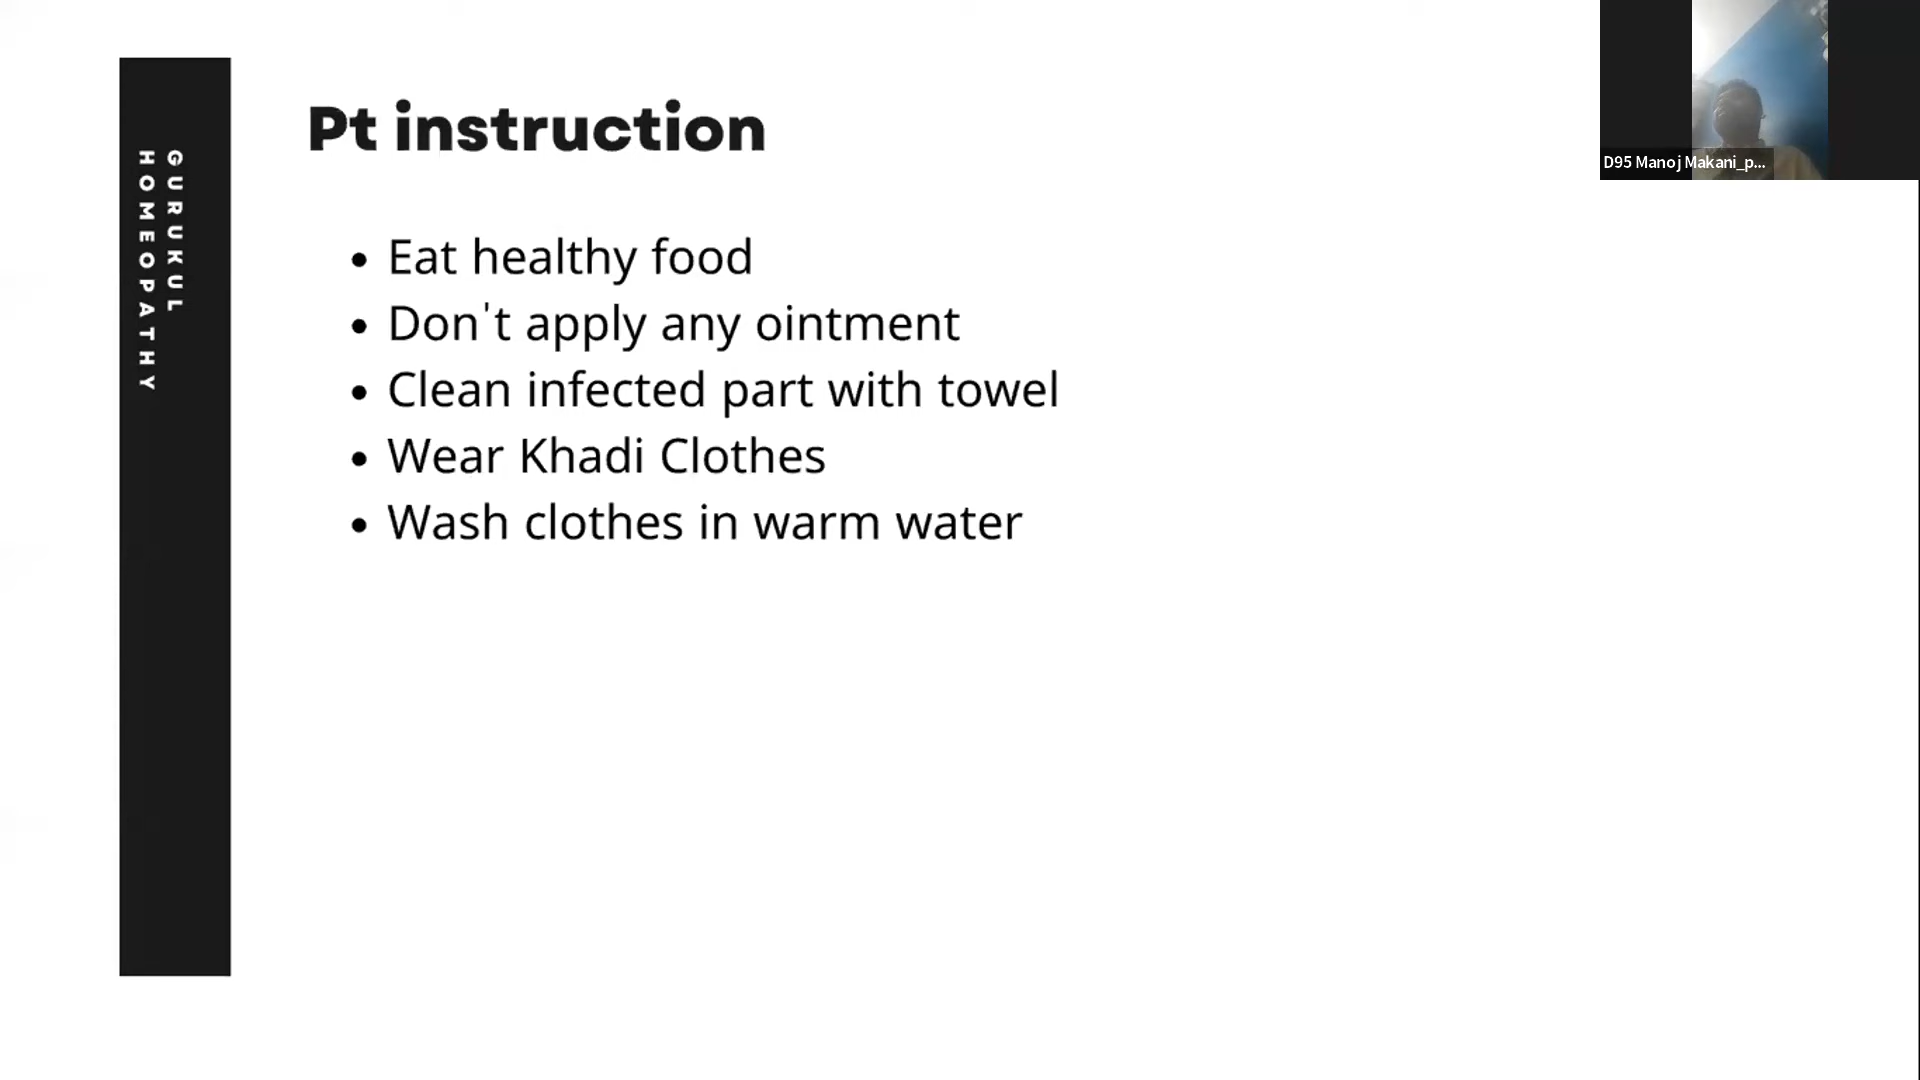 GURUKUL
HOMEOPATHY
Pt instruction
• Eat healthy food
• Don't apply any ointment
• Clean infected part with towel
• Wear Khadi Clothes
• Wash clothes in warm water
D95 Manoj Makani_p...